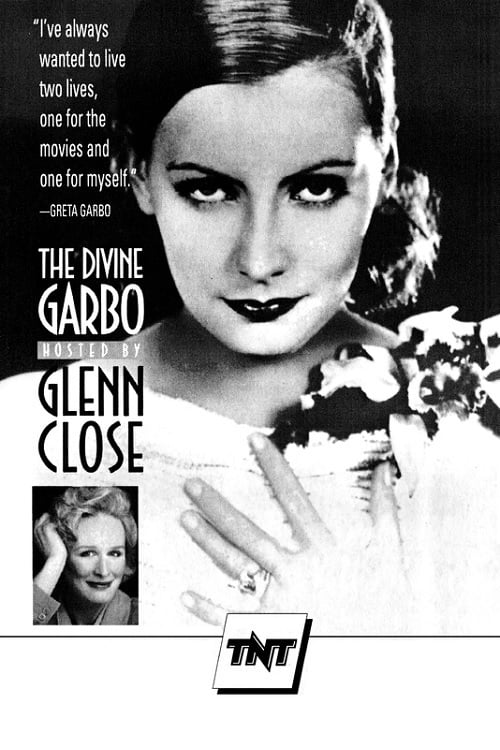 “I’ve always
wanted to live
two lives,
one for the
movies and
one for myself.”
—GRETA GARBO
THE DIVINE
GARBO
HOSTED BY
GLENN
CLOSE
TNT